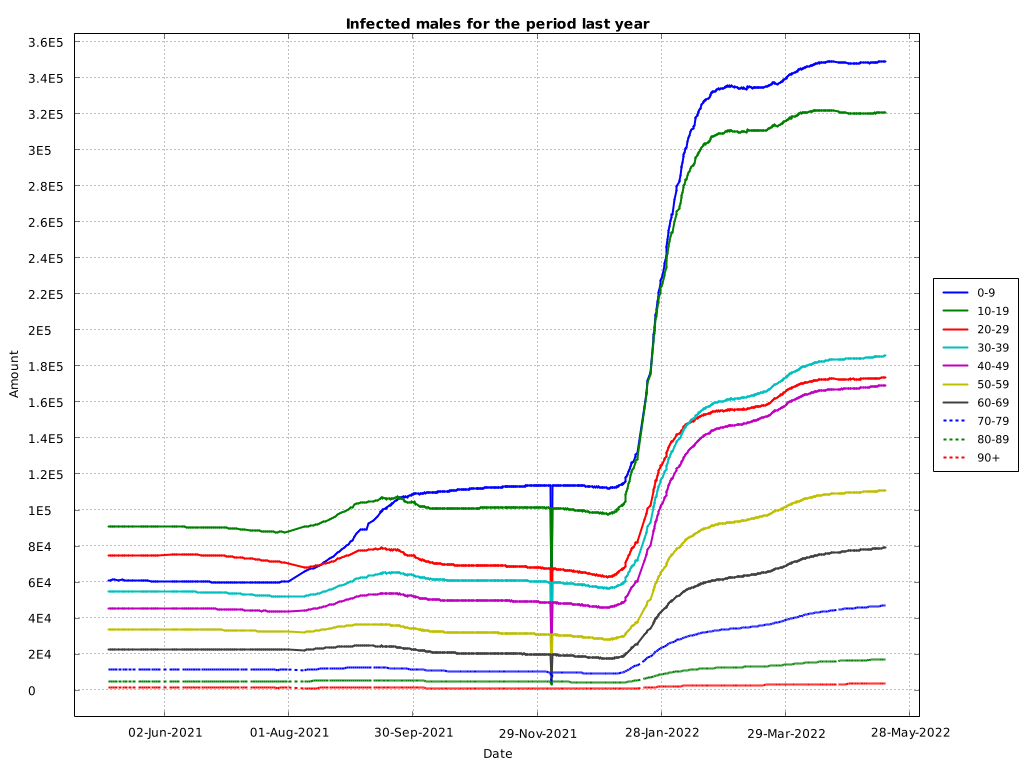 Infected males for the period last year
3.6E5
3.4E5
3.2E5
3E5
2.8E5
2.6E5
2.4E5
2.2E5
2E5
1.8E5
1.6E5
1.4E5
1.2E5
1E5
8E4
6E4
4E4
2E4
0
Amount
02-Jun-2021 01-Aug-2021 30-Sep-2021 29-Nov-2021 28-Jan-2022 29-Mar-2022 28-May-2022
Date
0-9
10-19
20-29
30-39
40-49
50-59
60-69
70-79
80-89
90+